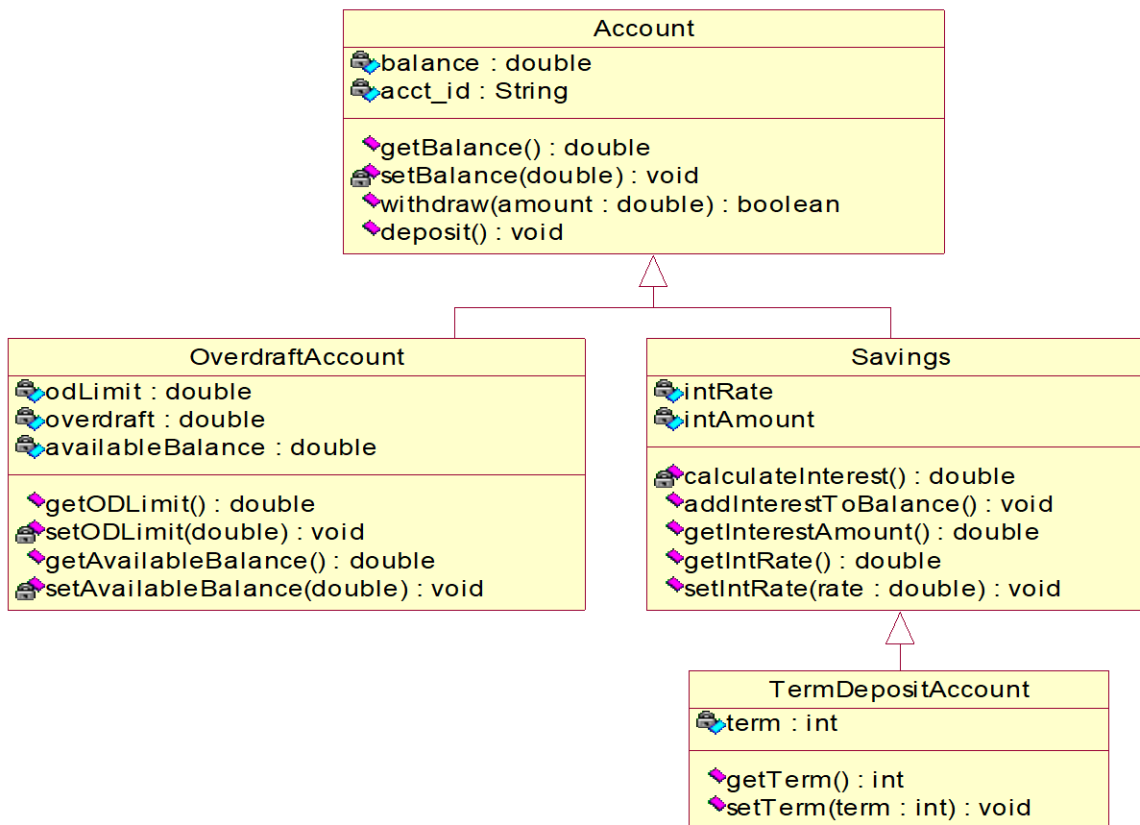 Account
balance : double
acct_id : String
getBalance() : double
setBalance(double) : void
withdraw(amount : double) : boolean
deposit() : void
OverdraftAccount
odLimit : double
overdraft : double
availableBalance : double
getODLimit() : double
setODLimit(double) : void
getAvailableBalance() : double
setAvailableBalance(double) : void
Savings
intRate
intAmount
calculateInterest() : double
addInterestToBalance() : void
getInterestAmount() : double
getIntRate() : double
setIntRate(rate : double) : void
TermDepositAccount
term : int
getTerm() : int
setTerm(term : int) : void